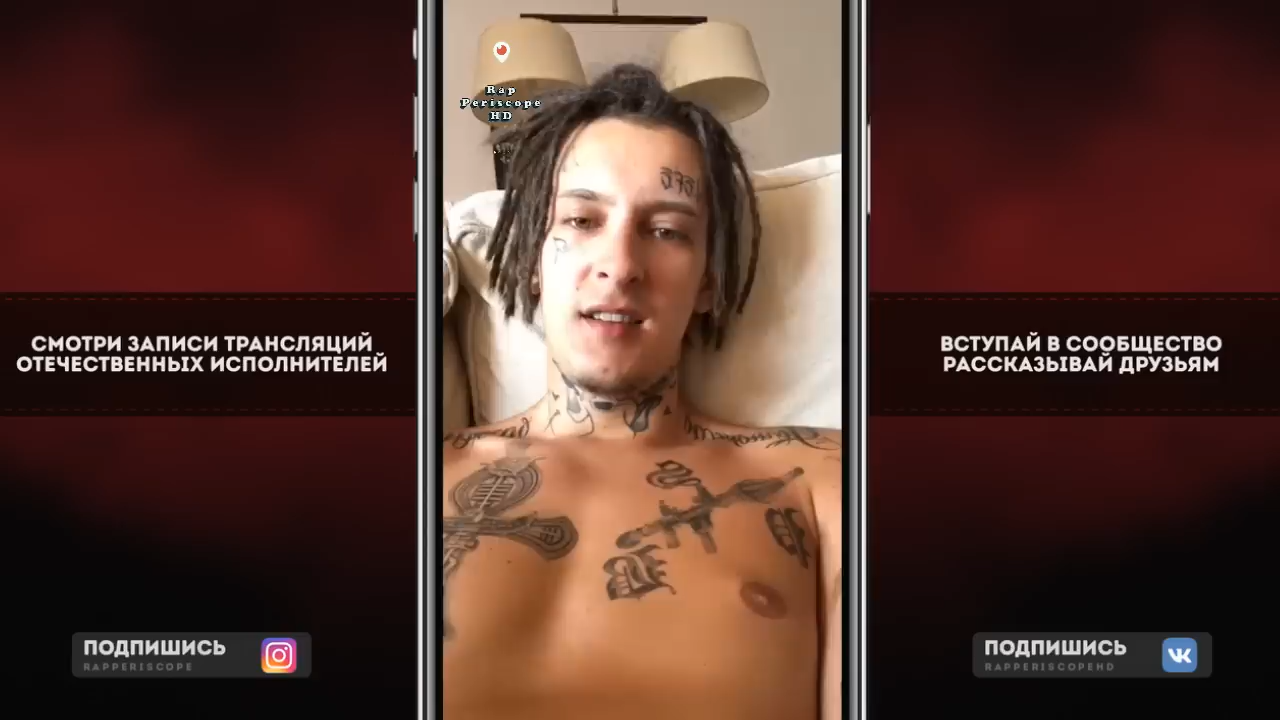 Rap
Periscope
HD
СМОТРИ ЗАПИСИ ТРАНСЛЯЦИЙ
ОТЕЧЕСТВЕННЫХ ИСПОЛНИТЕЛЕЙ
ВСТУПАЙ В СООБЩЕСТВО
РАССКАЗЫВАЙ ДРУЗЬЯМ
ПОДПИШИСЬ
RAPPERISCOPE
ПОДПИШИСЬ
RAPPERISCOPEHD